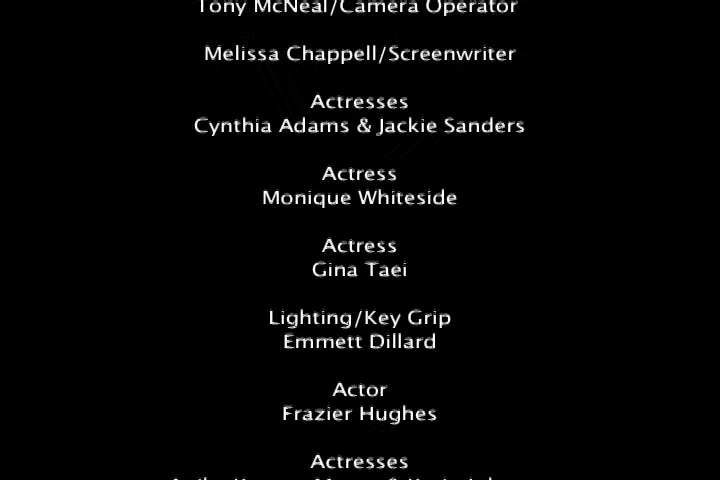 Tony McNeal/Camera Operator
Melissa Chappell/Screenwriter
Actresses
Cynthia Adams & Jackie Sanders
Actress
Monique Whiteside
Actress
Gina Taei
Lighting/Key Grip
Emmett Dillard
Actor
Frazier Hughes
Actresses